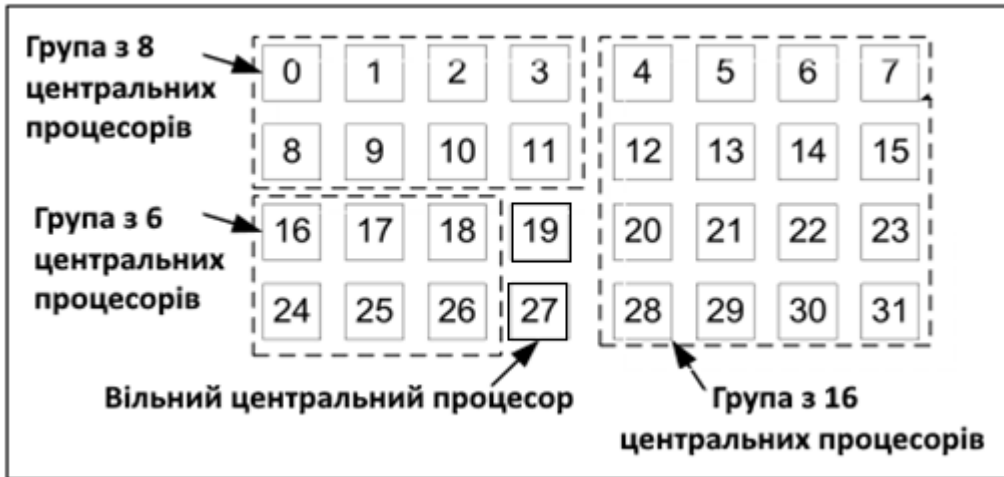 Група з 8
центральних
процесорів
0 1 2 3 4 5 6 7
8 9 10 11 12 13 14 15
Група з 6
центральних
процесорів
16 17 18 19 20 21 22 23
24 25 26 27 28 29 30 31
Вільний центральний процесор
Група з 16
центральних процесорів